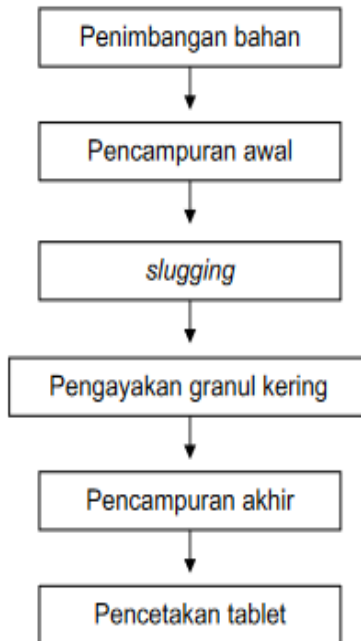 Penimbangan bahan
Pencampuran awal
slugging
Pengayakan granul kering
Pencampuran akhir
Pencetakan tablet